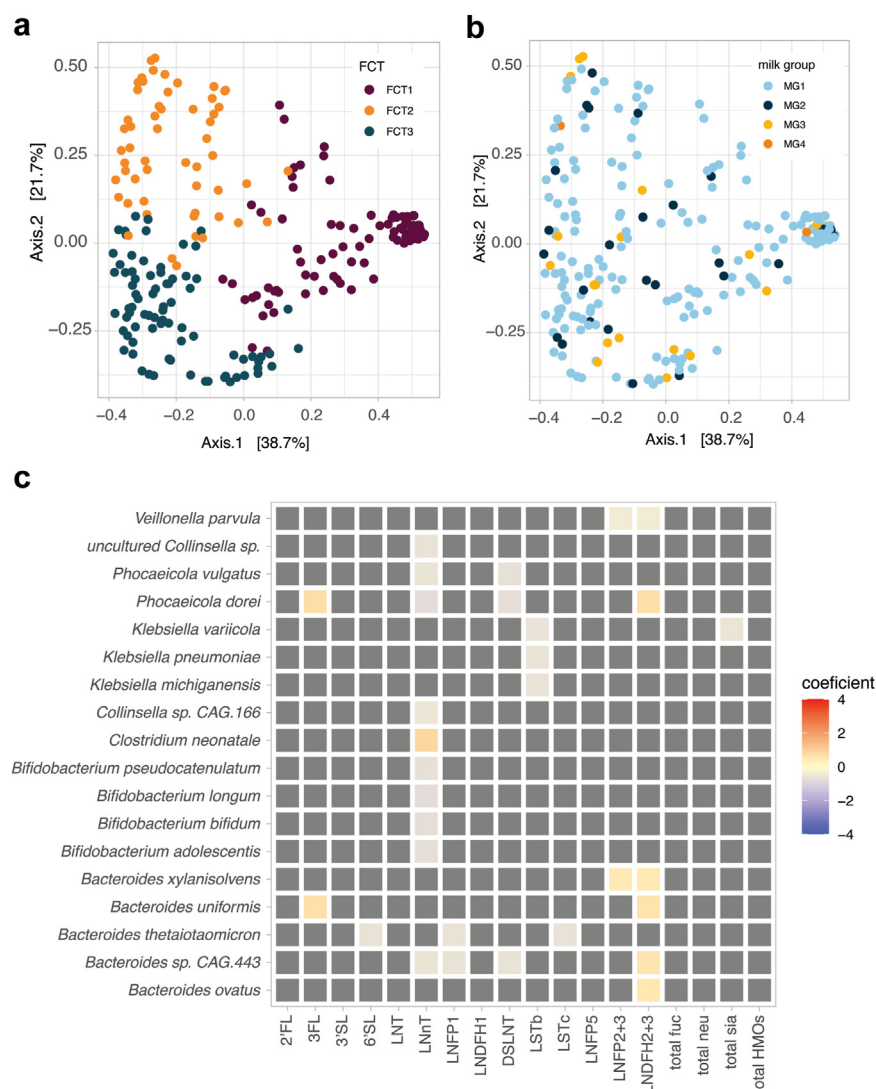 a
b
FCT
FCT1
FCT2
FCT3
0.50
0.25
0.00
−0.25
Axis.2 [21.7%]
−0.4
−0.2
0.0
0.2
0.4
Axis.1 [38.7%]
milk group
MG1
MG2
MG3
MG4
0.50
0.25
0.00
−0.25
Axis.2 [21.7%]
−0.4
−0.2
0.0
0.2
0.4
Axis.1 [38.7%]
c
Veillonella parvula
uncultured Collinsella sp.
Phocaeicola vulgatus
Phocaeicola dorei
Klebsiella variicola
Klebsiella pneumoniae
Klebsiella michiganensis
Collinsella sp. CAG.166
Clostridium neonatale
Bifidobacterium pseudocatenulatum
Bifidobacterium longum
Bifidobacterium bifidum
Bifidobacterium adolescentis
Bacteroides xylanisolvens
Bacteroides uniformis
Bacteroides thetaiotaomicron
Bacteroides sp. CAG.443
Bacteroides ovatus
2'FL
3FL
3'SL
6'SL
LNT
LNnT
LNFP1
LNDFH1
DSLNT
LSTb
LSTc
LNFP5
LNFP2+3
LNDFH2+3
total fuc
total neu
total sia
otal HMOs
coeficient
4
2
0
−2
−4